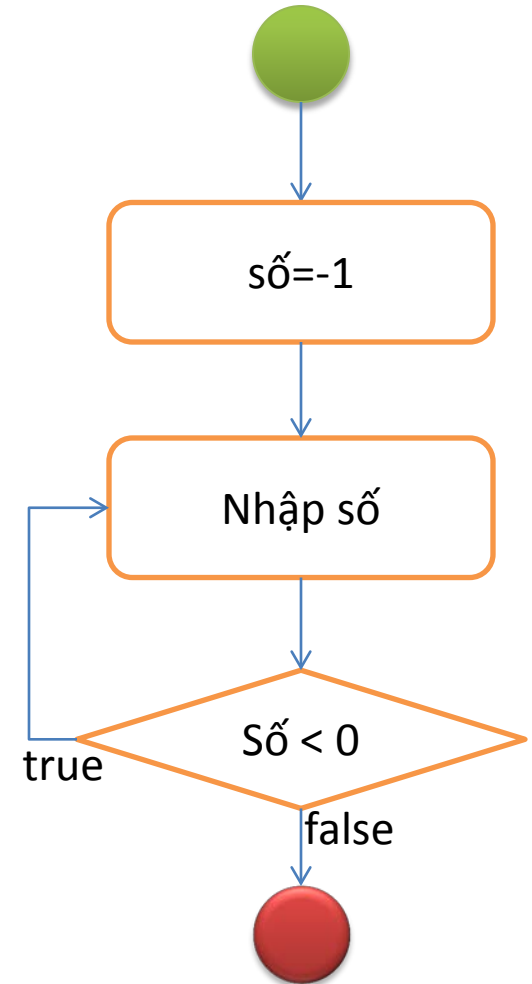 số=-1
Nhập số
Số < 0
true
false